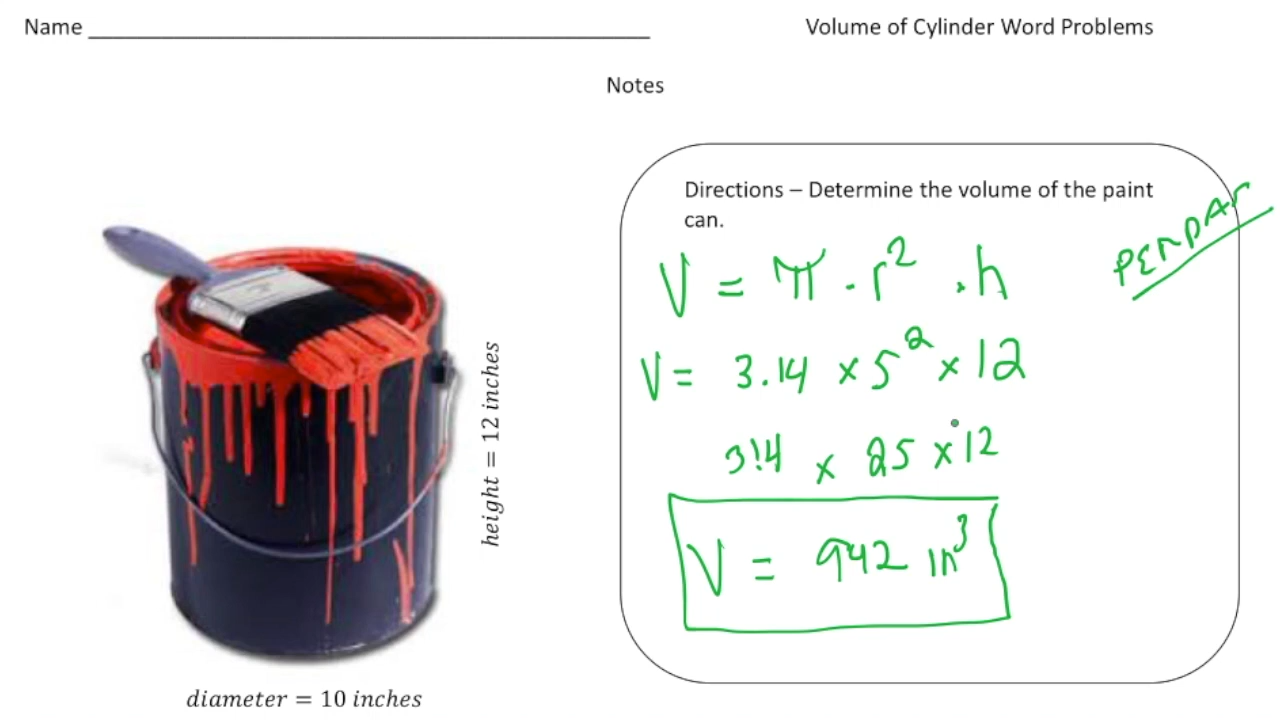 Name
Volume of Cylinder Word Problems
Notes
Directions – Determine the volume of the paint
can.
PEMDAS
V = π · r² · h
V = 3.14 × 5² × 12
3.14 × 25 × 12
V = 942 in³
height = 12 inches
diameter = 10 inches